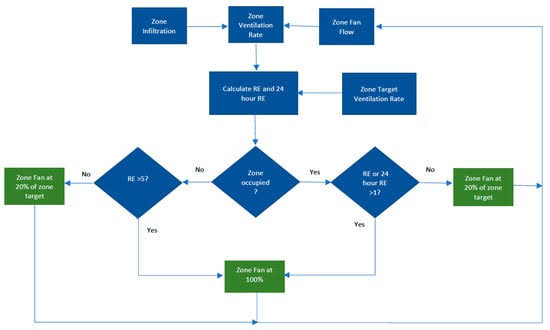 Zone
Infiltration
Zone
Ventilation
Rate
Zone Fan
Flow
Calculate RE and 24
hour RE
Zone Target
Ventilation Rate
Zone Fan at
20% of zone
target
No
RE >5?
No
Zone
occupied
?
Yes
RE or 24
hour RE
>1?
No
Zone Fan at
20% of zone
target
Yes
Yes
Zone Fan at
100%